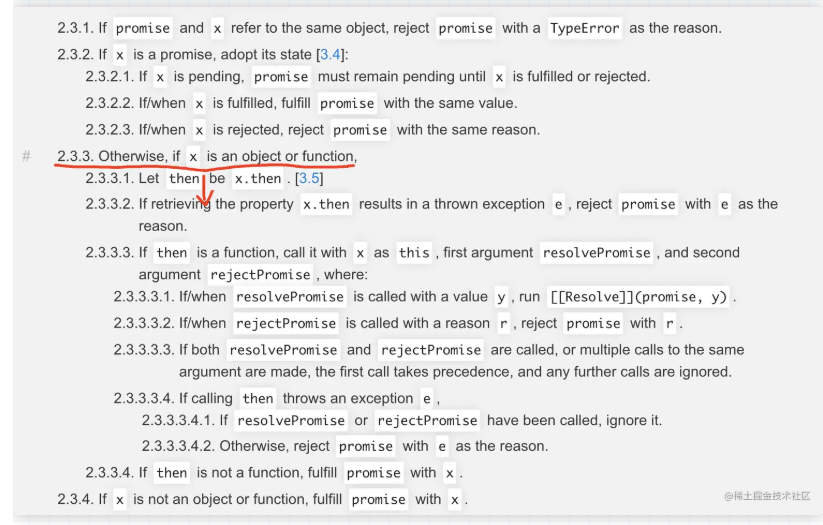 2.3.1. If promise and x refer to the same object, reject promise with a TypeError as the reason.
2.3.2. If x is a promise, adopt its state [3.4]:
2.3.2.1. If x is pending, promise must remain pending until x is fulfilled or rejected.
2.3.2.2. If/when x is fulfilled, fulfill promise with the same value.
2.3.2.3. If/when x is rejected, reject promise with the same reason.
# 2.3.3. Otherwise, if x is an object or function,
2.3.3.1. Let then be x.then . [3.5]
2.3.3.2. If retrieving the property x.then results in a thrown exception e , reject promise with e as the
reason.
2.3.3.3. If then is a function, call it with x as this , first argument resolvePromise , and second
argument rejectPromise , where:
2.3.3.3.1. If/when resolvePromise is called with a value y , run [[Resolve]](promise, y) .
2.3.3.3.2. If/when rejectPromise is called with a reason r , reject promise with r .
2.3.3.3.3. If both resolvePromise and rejectPromise are called, or multiple calls to the same
argument are made, the first call takes precedence, and any further calls are ignored.
2.3.3.3.4. If calling then throws an exception e ,
2.3.3.3.4.1. If resolvePromise or rejectPromise have been called, ignore it.
2.3.3.3.4.2. Otherwise, reject promise with e as the reason.
2.3.3.4. If then is not a function, fulfill promise with x .
2.3.4. If x is not an object or function, fulfill promise with x .
@稀土掘金技术社区